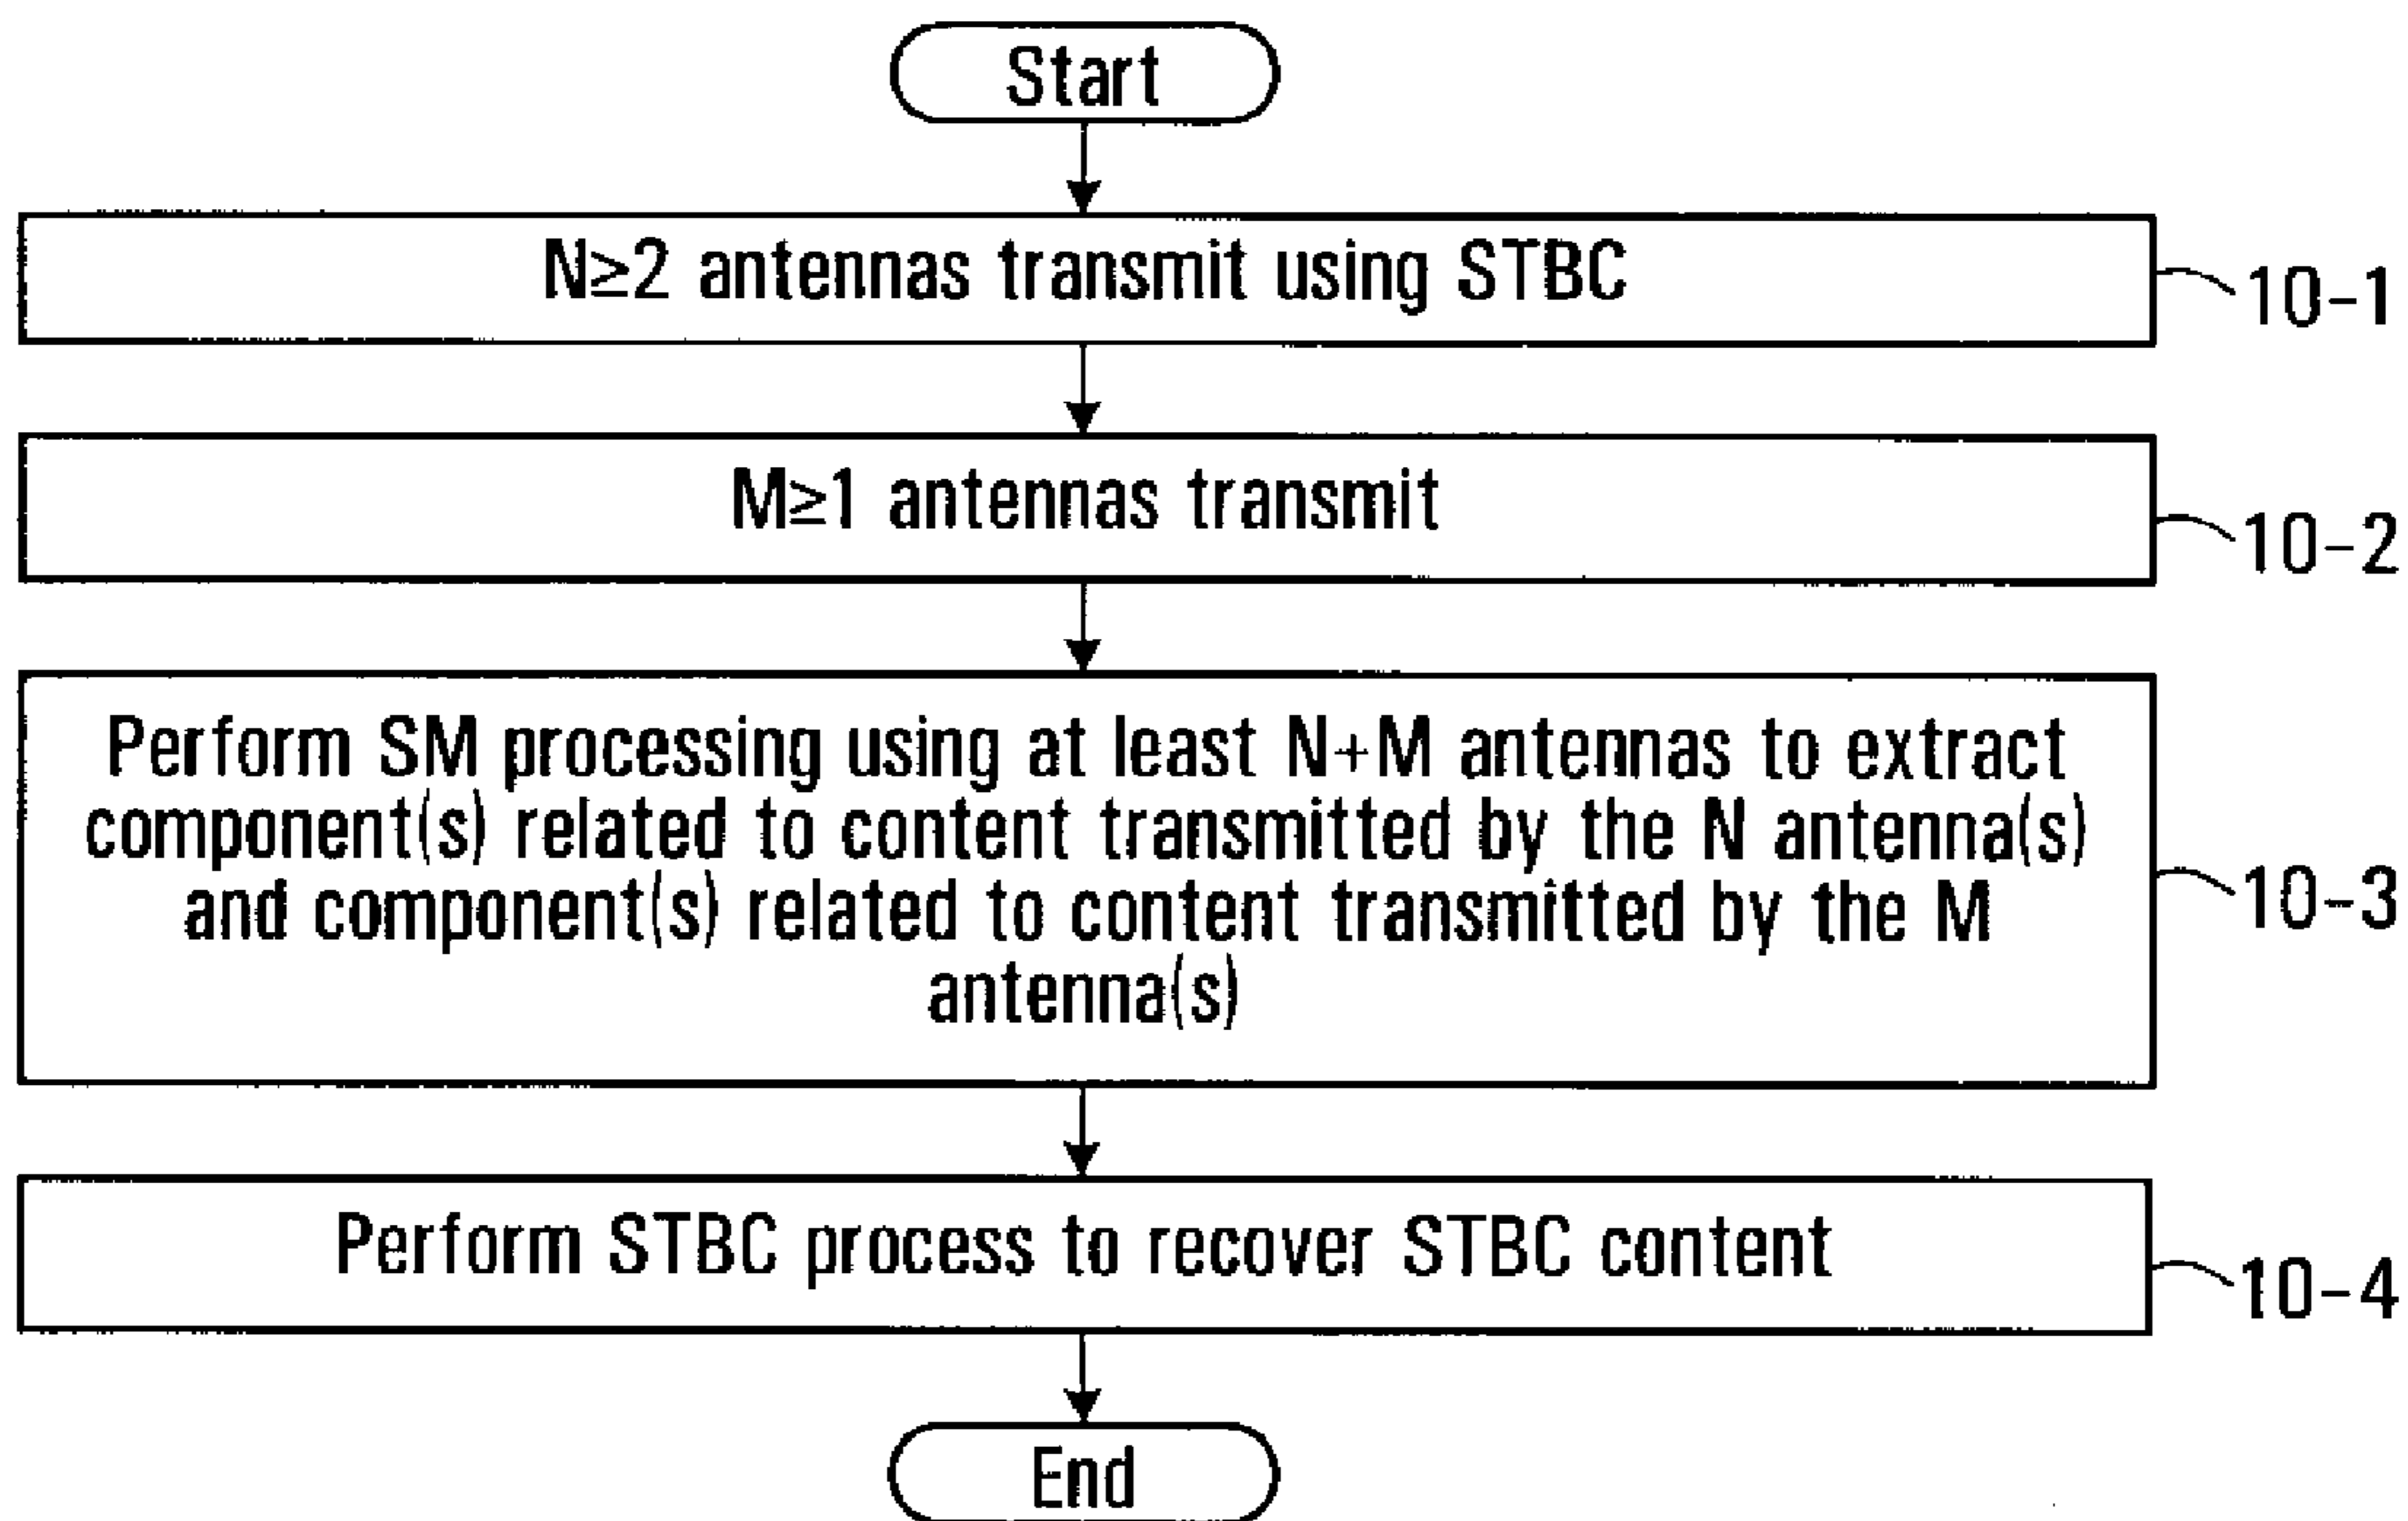 Start
N≥2 antennas transmit using STBC
10-1
M≥1 antennas transmit
10-2
Perform SM processing using at least N+M antennas to extract
component(s) related to content transmitted by the N antenna(s)
and component(s) related to content transmitted by the M
antenna(s)
10-3
Perform STBC process to recover STBC content
10-4
End